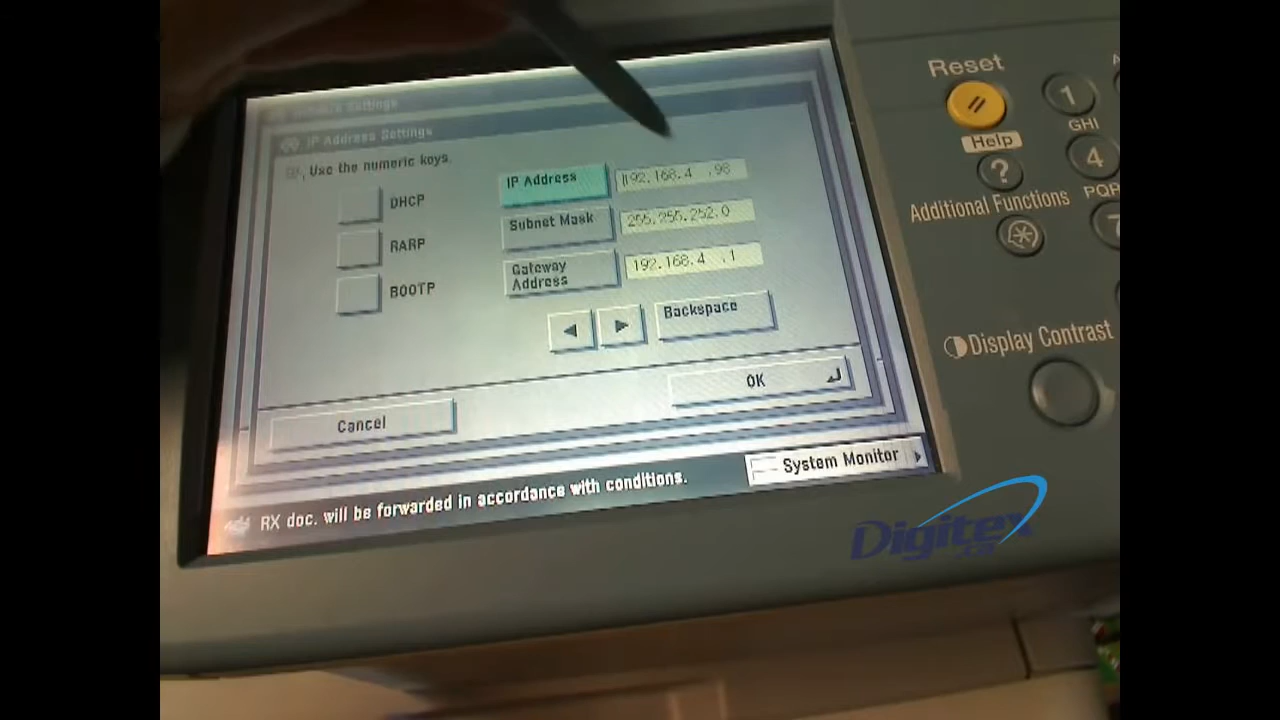 Settings
IP Address Settings
Use the numeric keys.
DHCP
RARP
BOOTP
IP Address
192.168.4 .98
Subnet Mask
255.255.252.0
Gateway
Address
192.168.4 .1
◀ ▶ Backspace
OK
Cancel
System Monitor
RX doc. will be forwarded in accordance with conditions.
Reset
Help
?
Additional Functions
Display Contrast
1
GHI
4
PQR
7
Digitex